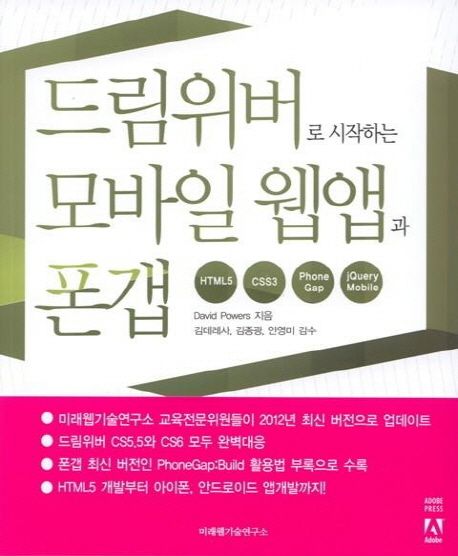 드림위버로 시작하는
모바일 웹앱과
폰갭
HTML5
CSS3
Phone
Gap
jQuery
Mobile
David Powers 지음
김데레사, 김종광, 안영미 감수
● 미래웹기술연구소 교육전문위원들이 2012년 최신 버전으로 업데이트
● 드림위버 CS5.5와 CS6 모두 완벽대응
● 폰갭 최신 버전인 PhoneGap:Build 활용법 부록으로 수록
● HTML5 개발부터 아이폰, 안드로이드 앱개발까지!
미래웹기술연구소
ADOBE
PRESS
Adobe